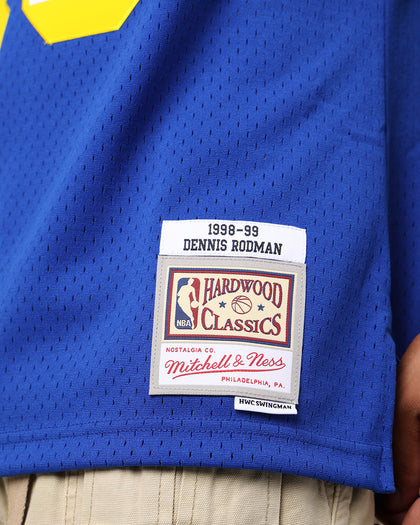 1998-99
DENNIS RODMAN
HARDWOOD
CLASSICS
NBA
NOSTALGIA CO.
Mitchell & Ness
PHILADELPHIA, PA.
HWC SWINGMAN